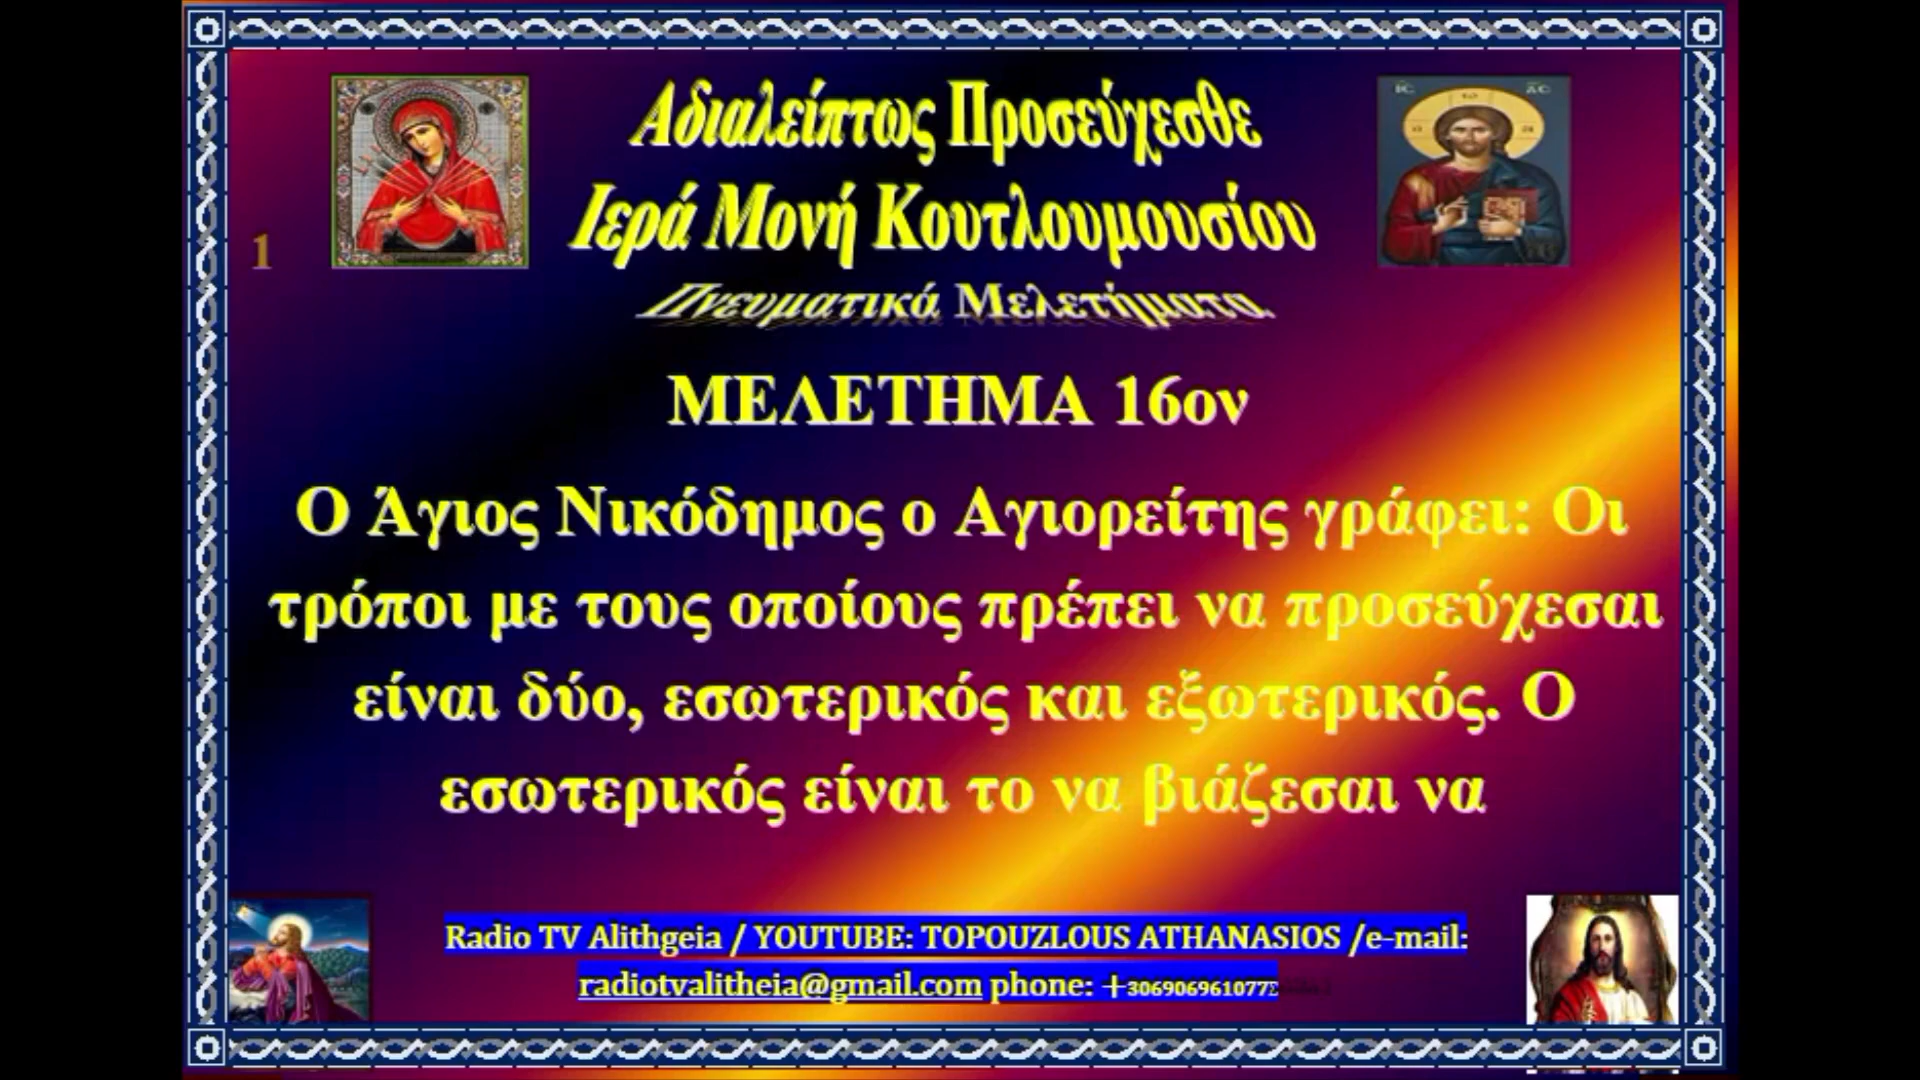 Αδιαλείπτως Προσεύχεσθε
Ιερά Μονή Κουτλουμουσίου
1
Πνευματικά Μελετήματα
ΜΕΛΕΤΗΜΑ 16ον
Ο Άγιος Νικόδημος ο Αγιορείτης γράφει: Οι
τρόποι με τους οποίους πρέπει να προσεύχεσαι
είναι δύο, εσωτερικός και εξωτερικός. Ο
εσωτερικός είναι το να βιάζεσαι να
Radio TV Alithgeia / YOUTUBE: TOPOUZLOUS ATHANASIOS /e-mail:
radiotvalitheia@gmail.com phone: